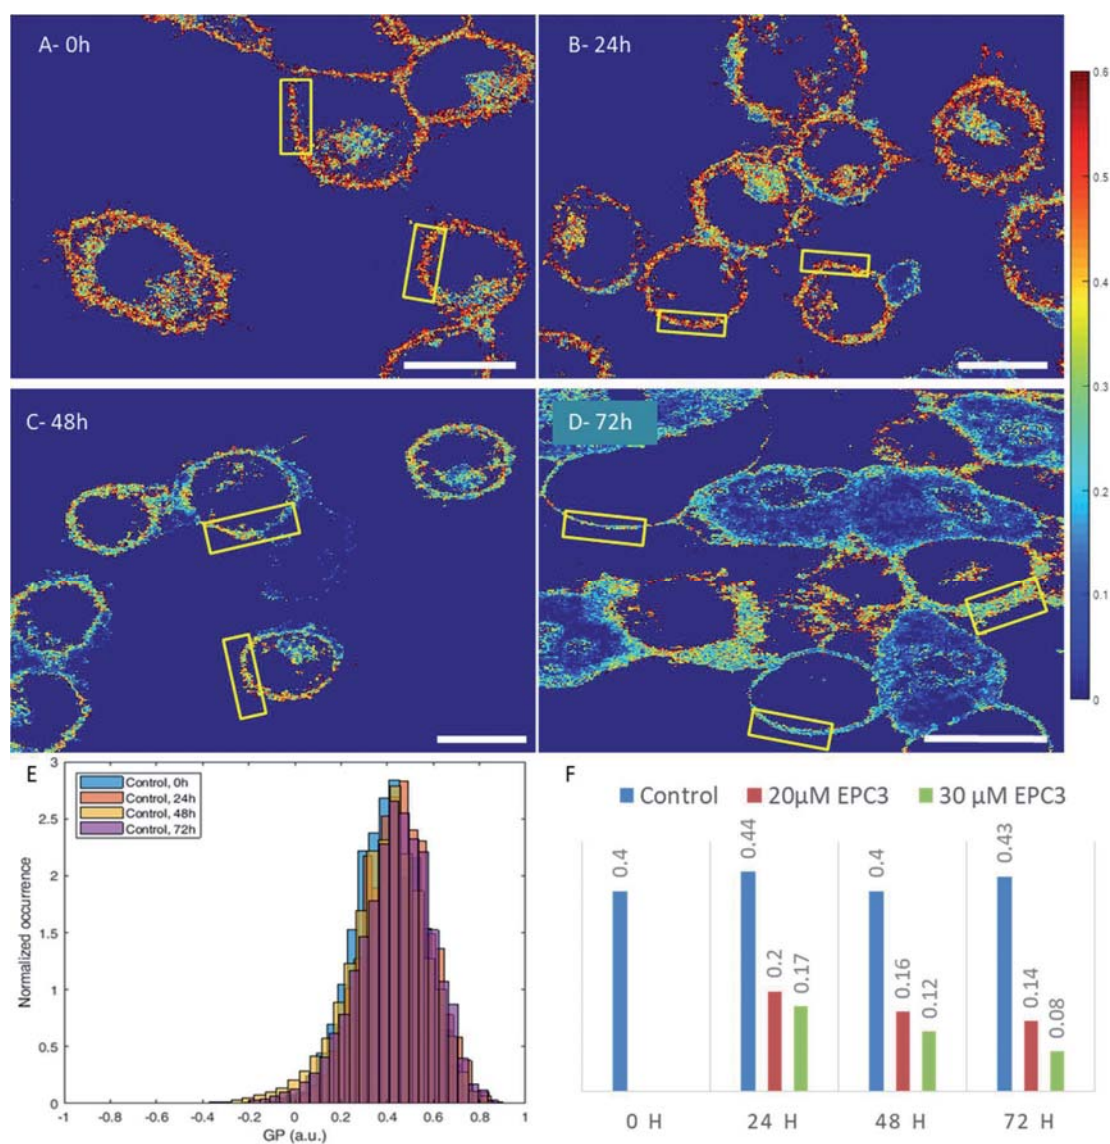 A- 0h
B- 24h
0.6
0.5
0.4
0.3
0.2
0.1
0
C- 48h
D- 72h
E
3
2.5
2
1.5
1
0.5
0
Normalized occurrence
Control, 0h
Control, 24h
Control, 48h
Control, 72h
-1 -0.8 -0.6 -0.4 -0.2 0 0.2 0.4 0.6 0.8 1
GP (a.u.)
F
Control 20μM EPC3 30 μM EPC3
0.4 0.44 0.2 0.17 0.4 0.16 0.12 0.43 0.14 0.08
0 H 24 H 48 H 72 H